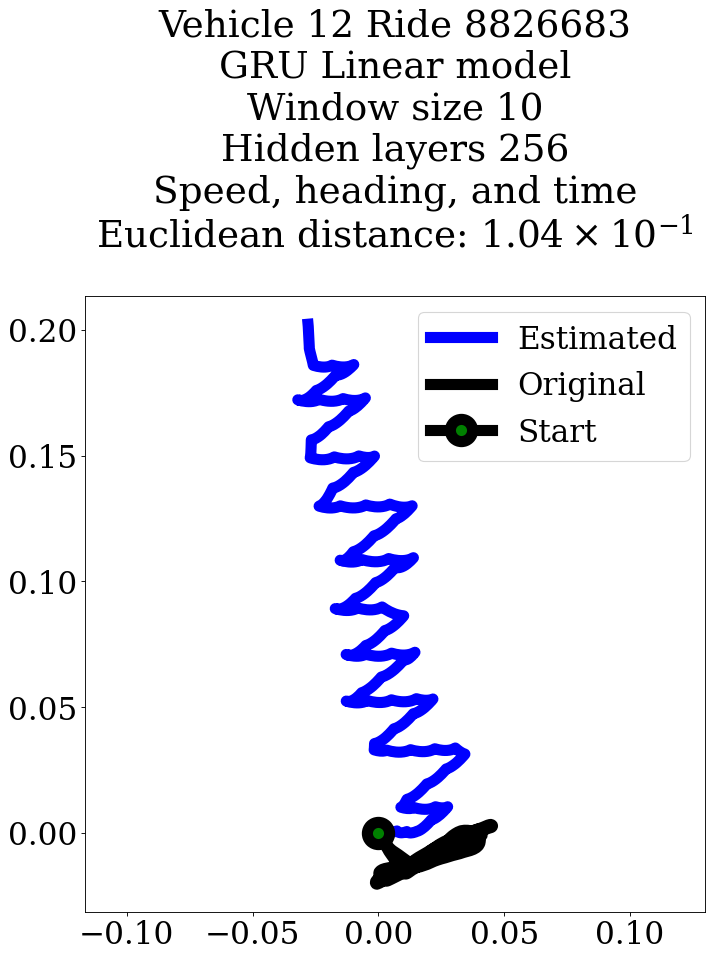 Vehicle 12 Ride 8826683
GRU Linear model
Window size 10
Hidden layers 256
Speed, heading, and time
Euclidean distance: 1.04 × 10⁻¹
Estimated
Original
Start
0.20
0.15
0.10
0.05
0.00
−0.10 −0.05 0.00 0.05 0.10